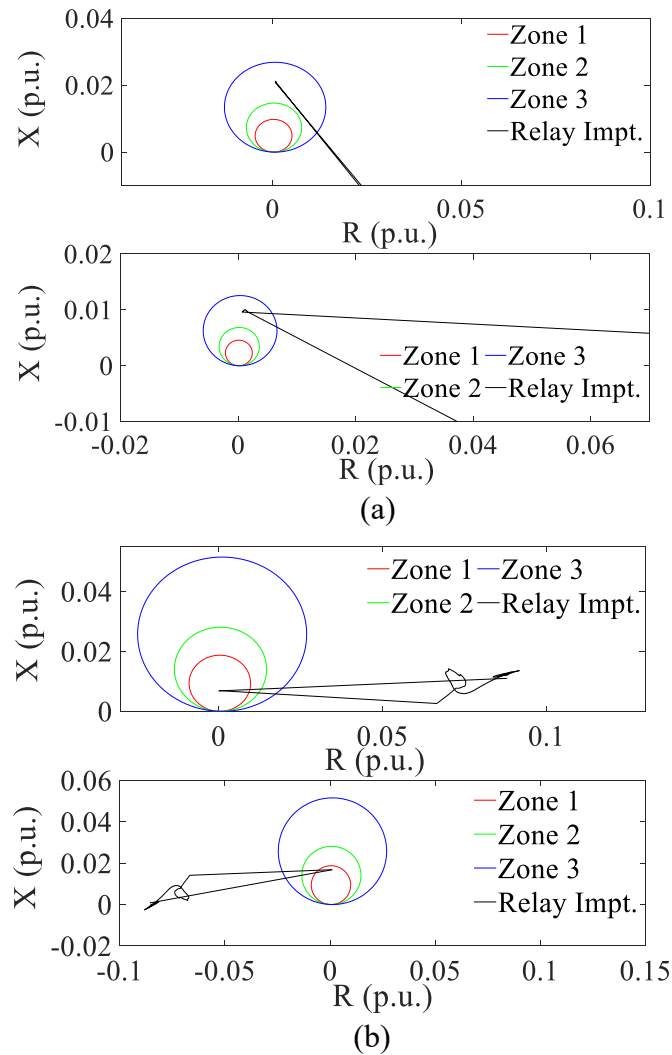 0.04
Zone 1
Zone 2
Zone 3
Relay Impt.
0.02
0
X (p.u.)
0
0.05
0.1
R (p.u.)
0.02
0.01
0
-0.01
X (p.u.)
Zone 1 Zone 3
Zone 2 Relay Impt.
-0.02
0
0.02
0.04
0.06
R (p.u.)
(a)
0.04
0.02
0
X (p.u.)
Zone 1 Zone 3
Zone 2 Relay Impt.
0
0.05
0.1
R (p.u.)
0.06
0.04
0.02
0
-0.02
X (p.u.)
Zone 1
Zone 2
Zone 3
Relay Impt.
-0.1
-0.05
0
0.05
0.1
0.15
R (p.u.)
(b)